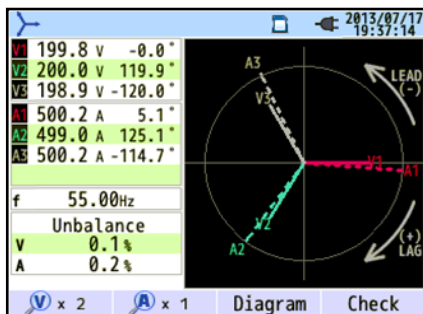 2013/07/17
19:37:14
V1 199.8 V -0.0°
V2 200.0 V 119.9°
V3 198.9 V -120.0°
A1 500.2 A 5.1°
A2 499.0 A 125.1°
A3 500.2 A -114.7°
f 55.00Hz
Unbalance
V 0.1%
A 0.2%
A3
V3
V1
A1
V2
A2
LEAD
(-)
(+)
LAG
V x 2 A x 1 Diagram Check